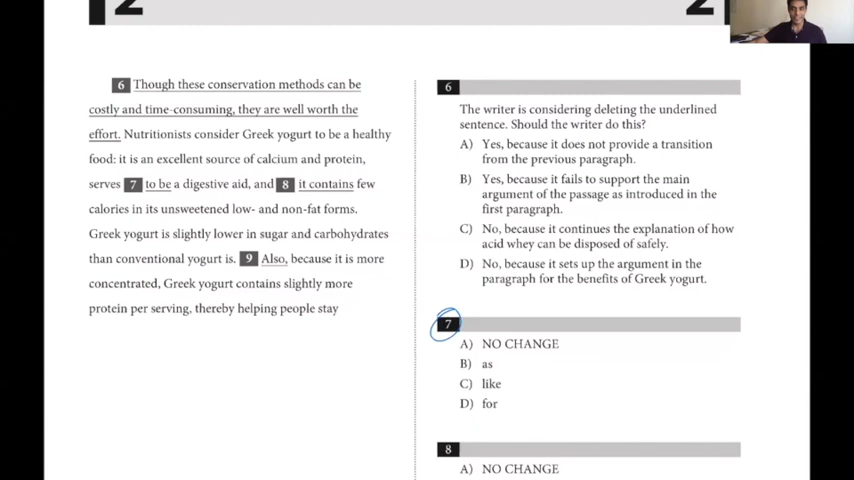 2
2
6 Though these conservation methods can be
costly and time-consuming, they are well worth the
effort. Nutritionists consider Greek yogurt to be a healthy
food: it is an excellent source of calcium and protein,
serves 7 to be a digestive aid, and 8 it contains few
calories in its unsweetened low- and non-fat forms.
Greek yogurt is slightly lower in sugar and carbohydrates
than conventional yogurt is. 9 Also, because it is more
concentrated, Greek yogurt contains slightly more
protein per serving, thereby helping people stay
6
The writer is considering deleting the underlined
sentence. Should the writer do this?
A) Yes, because it does not provide a transition
from the previous paragraph.
B) Yes, because it fails to support the main
argument of the passage as introduced in the
first paragraph.
C) No, because it continues the explanation of how
acid whey can be disposed of safely.
D) No, because it sets up the argument in the
paragraph for the benefits of Greek yogurt.
7
A) NO CHANGE
B) as
C) like
D) for
8
A) NO CHANGE